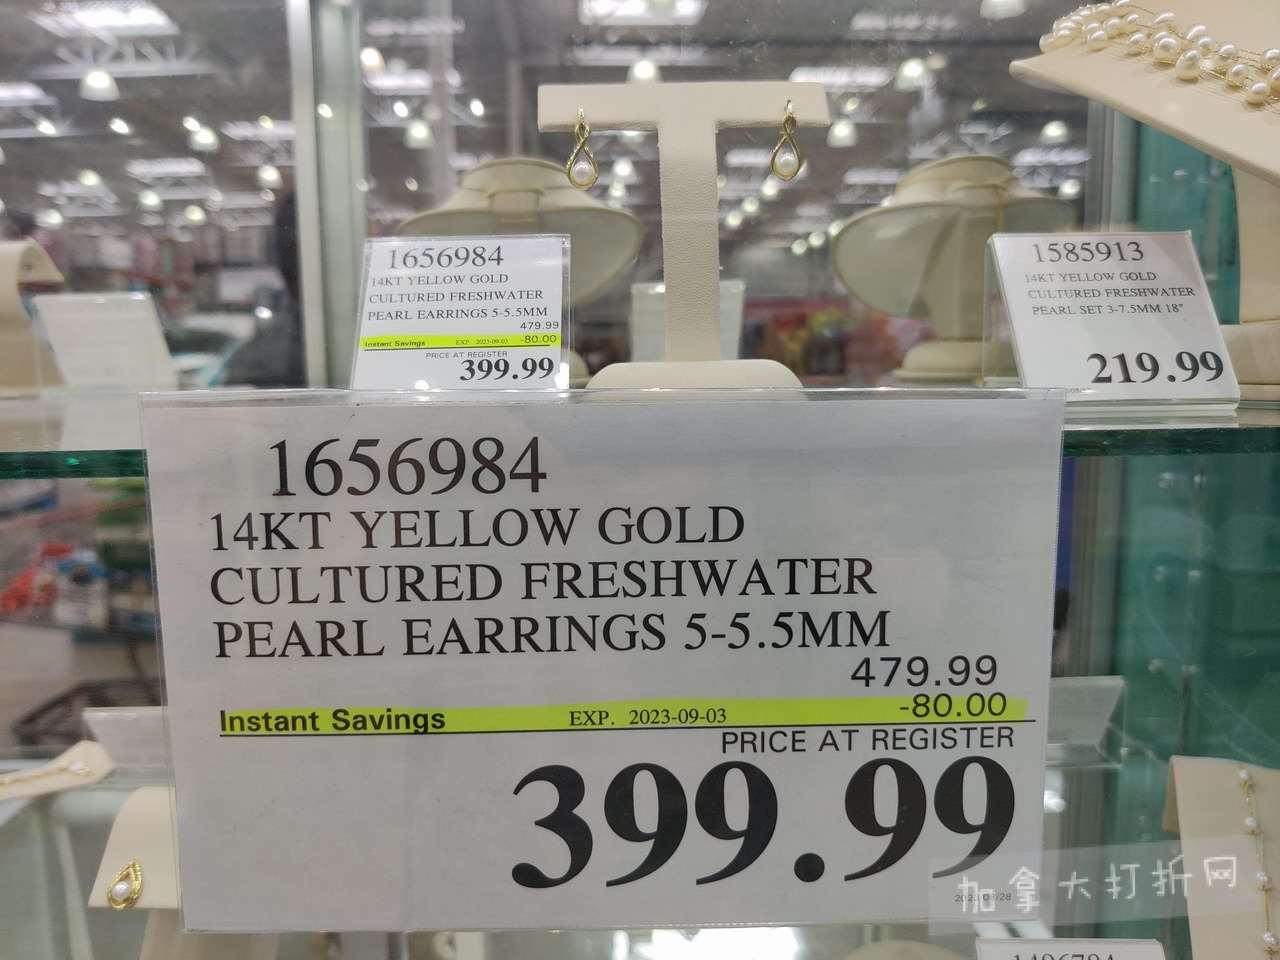 1656984
14KT YELLOW GOLD
CULTURED FRESHWATER
PEARL EARRINGS 5-5.5MM
479.99
Instant Savings EXP. 2023-09-03 -80.00
PRICE AT REGISTER
399.99
1585913
14KT YELLOW GOLD
CULTURED FRESHWATER
PEARL SET 3-7.5MM 18"
219.99
1656984
14KT YELLOW GOLD
CULTURED FRESHWATER
PEARL EARRINGS 5-5.5MM
479.99
Instant Savings EXP. 2023-09-03 -80.00
PRICE AT REGISTER
399.99
加拿大打折网